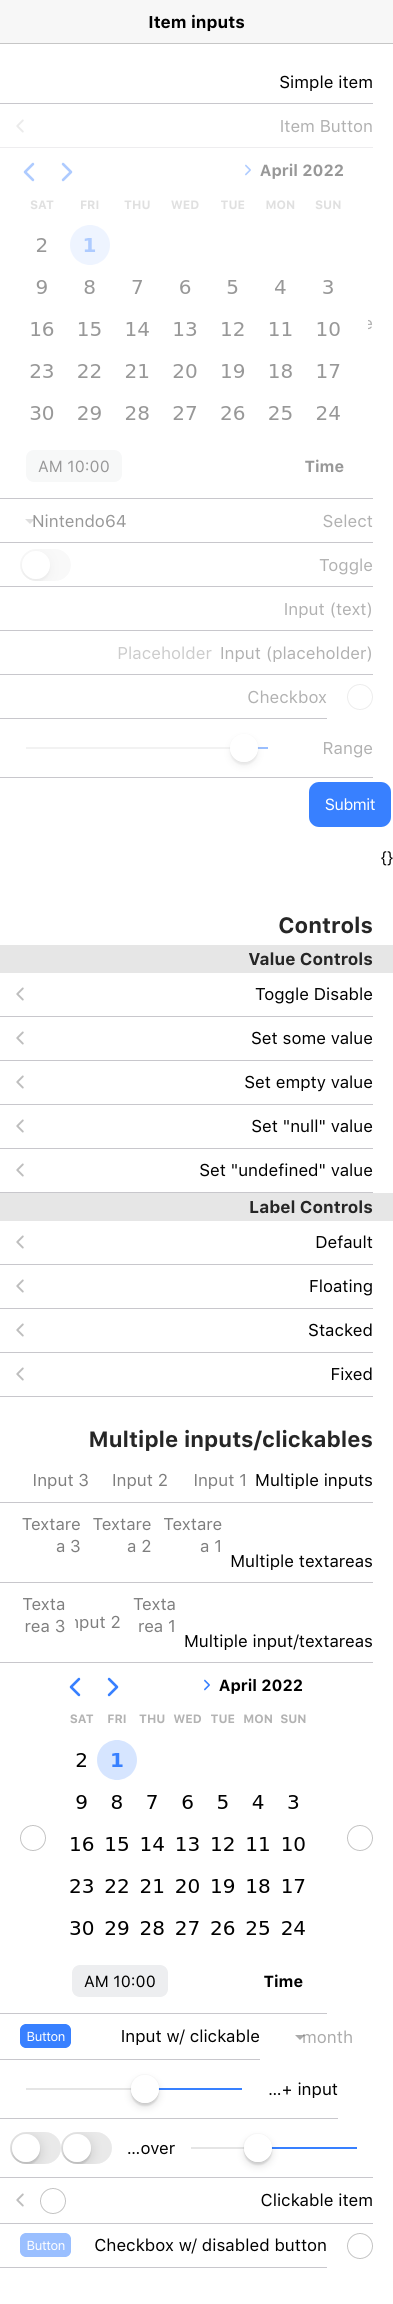 Item inputs
Simple item
Item Button
April 2022
SAT FRI THU WED TUE MON SUN
2 1
9 8 7 6 5 4 3
16 15 14 13 12 11 10
23 22 21 20 19 18 17
30 29 28 27 26 25 24
AM 10:00 Time
Nintendo64 Select
Toggle
Input (text)
Placeholder Input (placeholder)
Checkbox
Range
Submit
{}
Controls
Value Controls
Toggle Disable
Set some value
Set empty value
Set "null" value
Set "undefined" value
Label Controls
Default
Floating
Stacked
Fixed
Multiple inputs/clickables
Input 3 Input 2 Input 1 Multiple inputs
Textare Textare Textare
a 3 a 2 a 1
Multiple textareas
Texta Texta
rea 3 nput 2 rea 1
Multiple input/textareas
April 2022
SAT FRI THU WED TUE MON SUN
2 1
9 8 7 6 5 4 3
16 15 14 13 12 11 10
23 22 21 20 19 18 17
30 29 28 27 26 25 24
AM 10:00 Time
Button Input w/ clickable month
...+ input
...over
Clickable item
Button Checkbox w/ disabled button